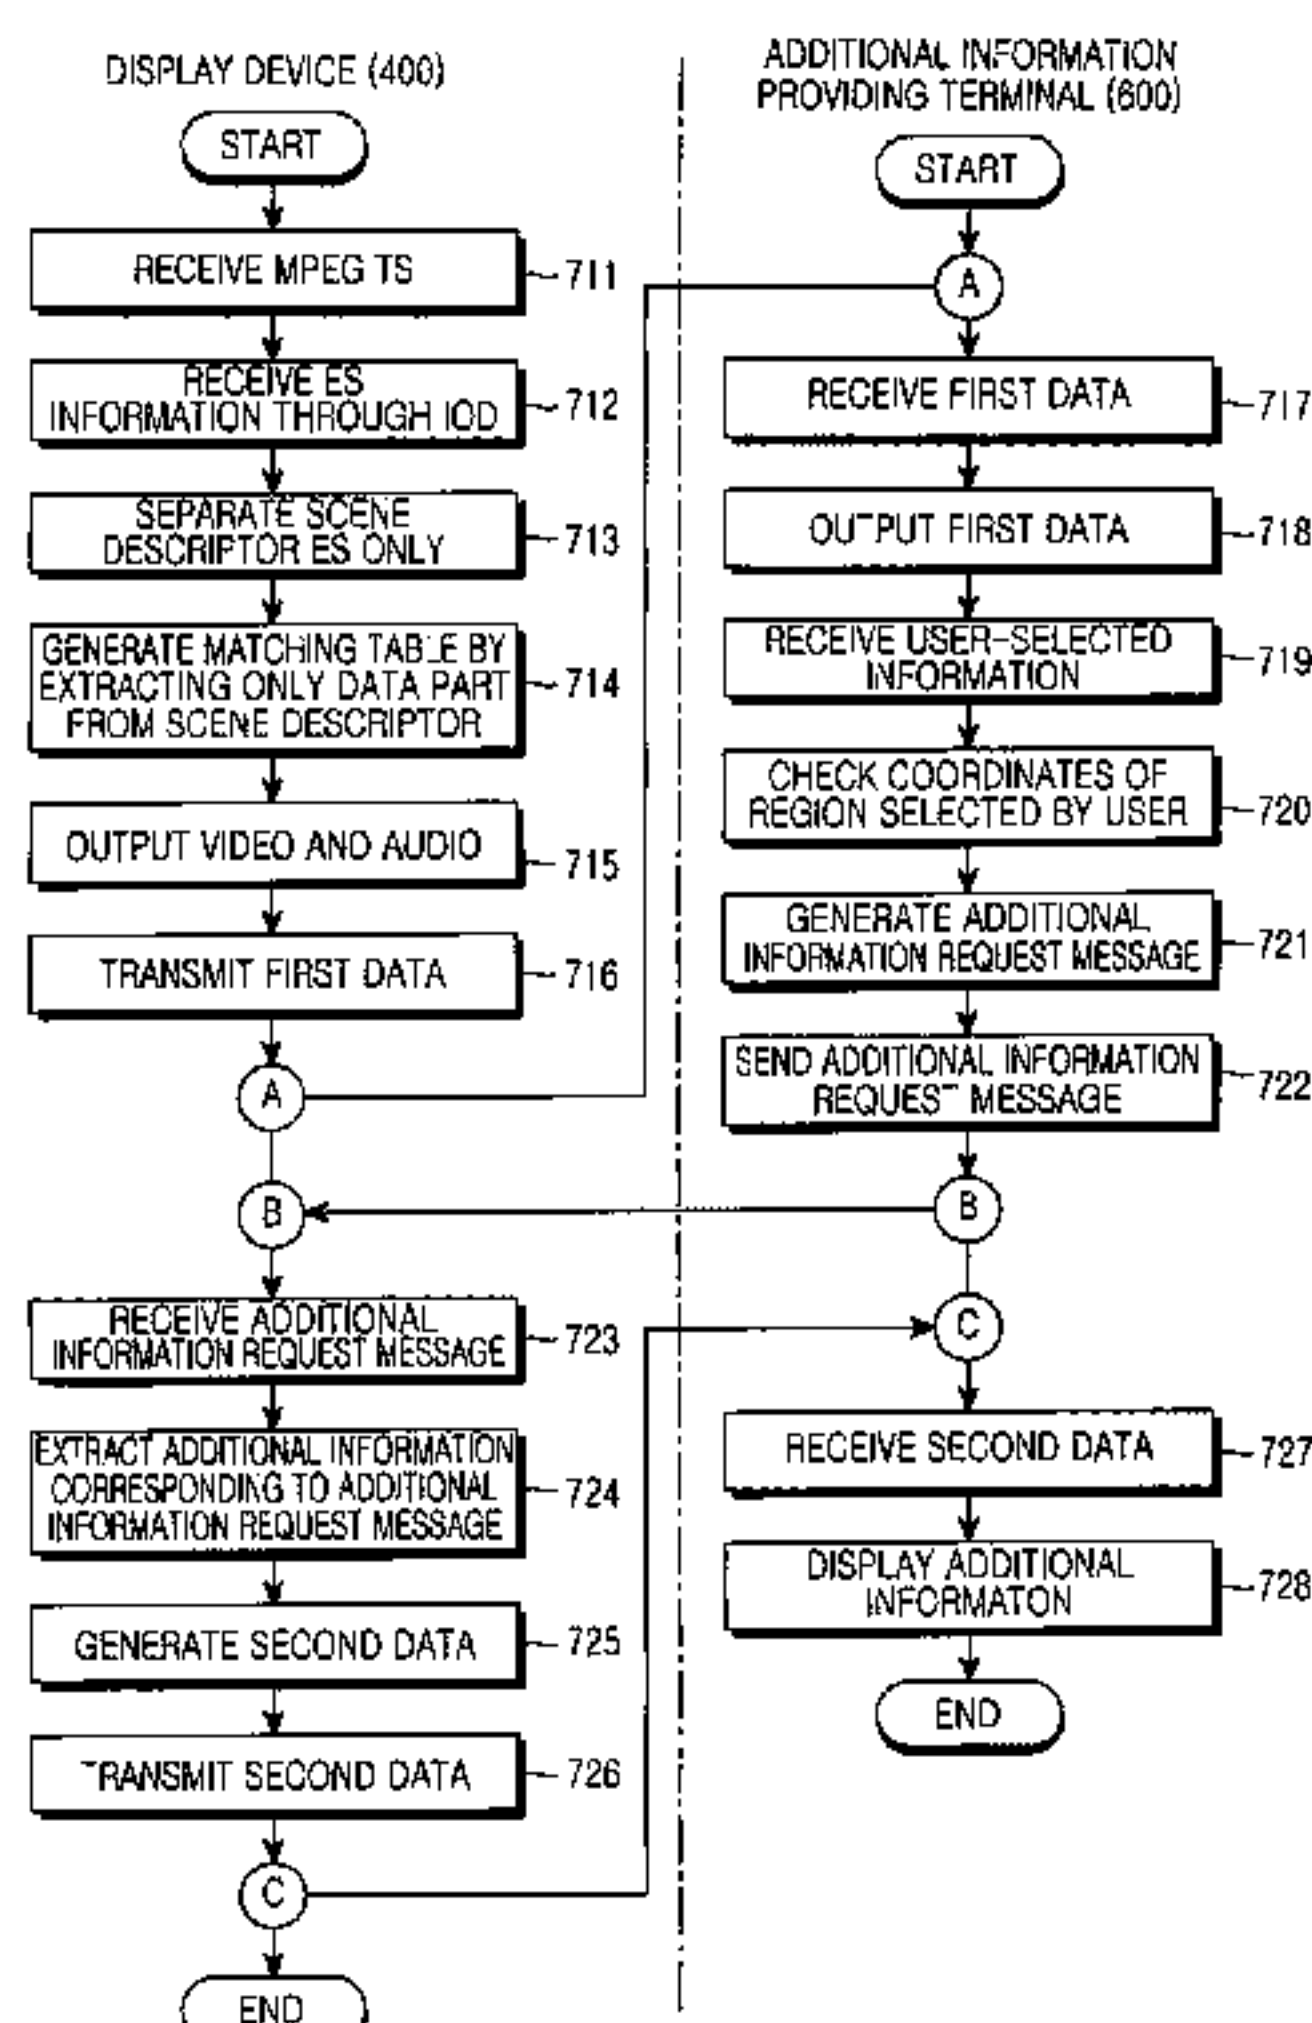 DISPLAY DEVICE (400)
START
RECEIVE MPEG TS
711
RECEIVE ES
INFORMATION THROUGH IOD
712
SEPARATE SCENE
DESCRIPTOR ES ONLY
713
GENERATE MATCHING TABLE BY
EXTRACTING ONLY DATA PART
FROM SCENE DESCRIPTOR
714
OUTPUT VIDEO AND AUDIO
715
TRANSMIT FIRST DATA
716
A
B
RECEIVE ADDITIONAL
INFORMATION REQUEST MESSAGE
723
EXTRACT ADDITIONAL INFORMATION
CORRESPONDING TO ADDITIONAL
INFORMATION REQUEST MESSAGE
724
GENERATE SECOND DATA
725
TRANSMIT SECOND DATA
726
C
END
ADDITIONAL INFORMATION
PROVIDING TERMINAL (600)
START
A
RECEIVE FIRST DATA
717
OUTPUT FIRST DATA
718
RECEIVE USER-SELECTED
INFORMATION
719
CHECK COORDINATES OF
REGION SELECTED BY USER
720
GENERATE ADDITIONAL
INFORMATION REQUEST MESSAGE
721
SEND ADDITIONAL INFORMATION
REQUEST MESSAGE
722
B
C
RECEIVE SECOND DATA
727
DISPLAY ADDITIONAL
INFORMATON
728
END